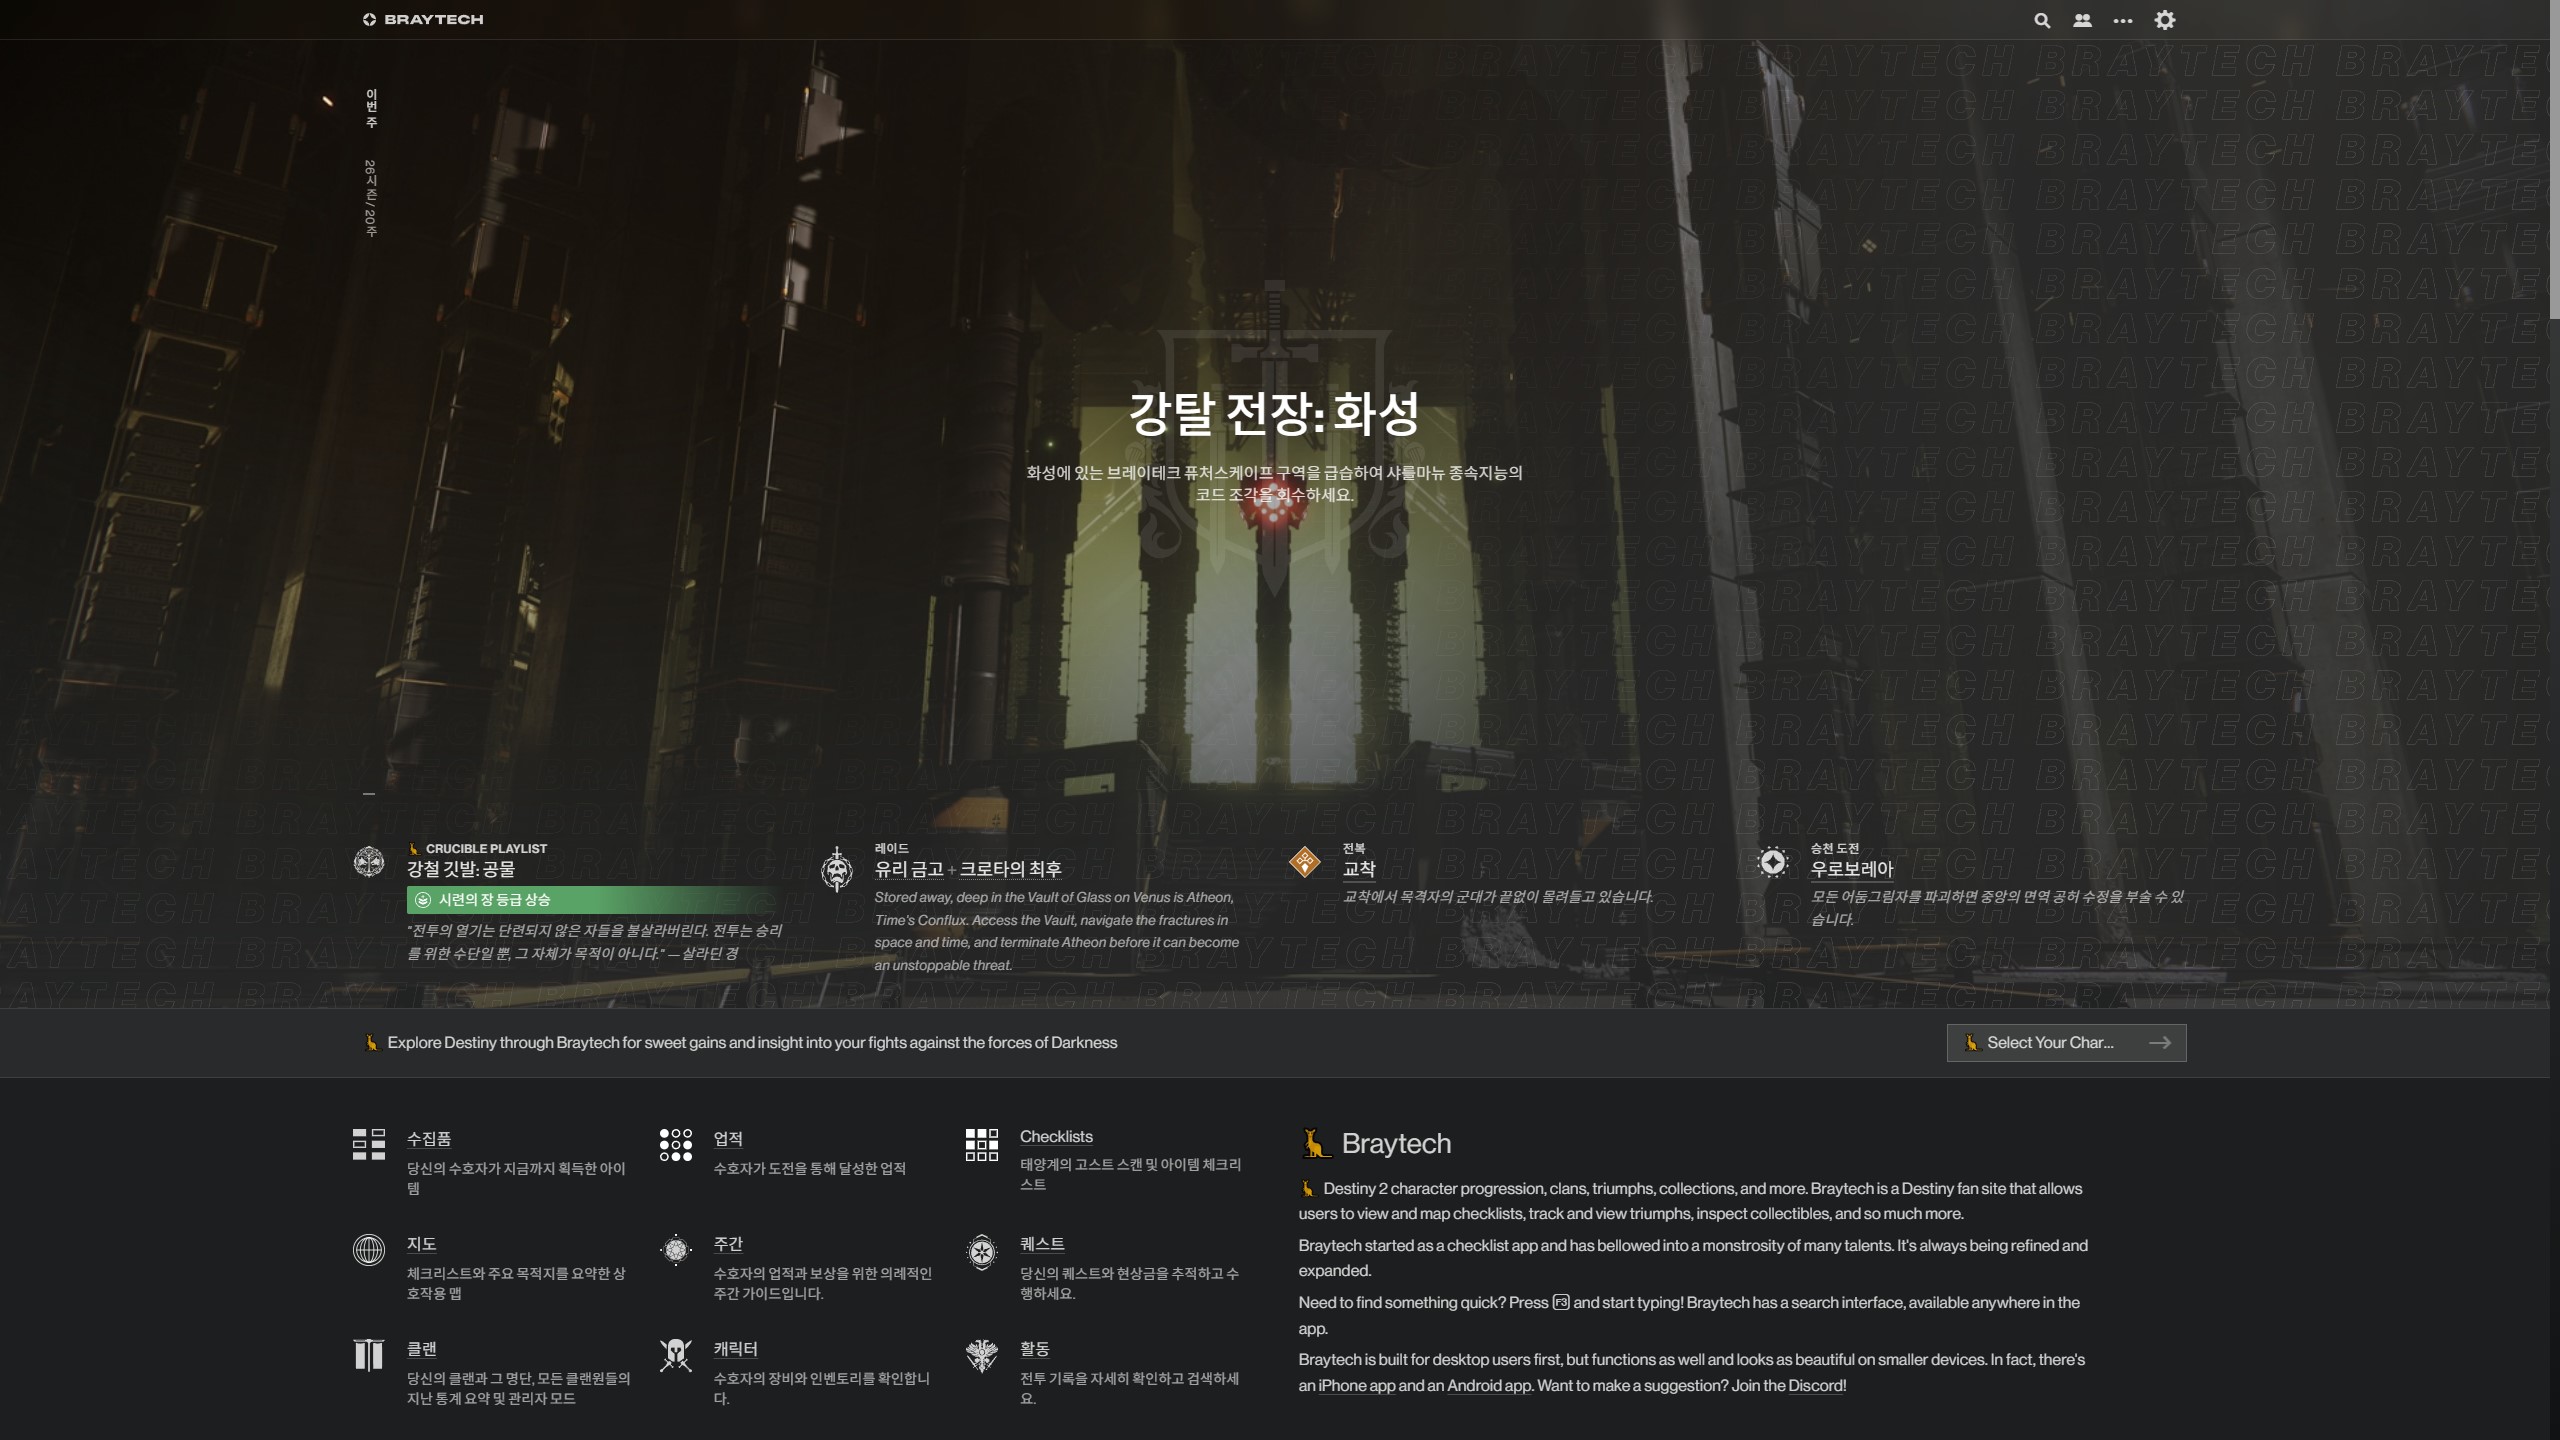 BRAYTECH
이번 주
26시즌 / 20주
강탈 전장: 화성
화성에 있는 브레이테크 퓨처스케이프 구역을 급습하여 샤를마뉴 종속지능의
코드 조각을 회수하세요.
CRUCIBLE PLAYLIST
강철 깃발: 공물
시련의 장 등급 상승
"전투의 열기는 단련되지 않은 자들을 불살라버린다. 전투는 승리
를 위한 수단일 뿐, 그 자체가 목적이 아니다." — 살라딘 경
레이드
유리 금고 + 크로타의 최후
Stored away, deep in the Vault of Glass on Venus is Atheon,
Time's Conflux. Access the Vault, navigate the fractures in
space and time, and terminate Atheon before it can become
an unstoppable threat.
전복
교착
교착에서 목격자의 군대가 끝없이 몰려들고 있습니다.
승천 도전
우로보레아
모든 어둠그림자를 파괴하면 중앙의 면역 공허 수정을 부술 수 있
습니다.
Explore Destiny through Braytech for sweet gains and insight into your fights against the forces of Darkness
Select Your Char...
수집품
당신의 수호자가 지금까지 획득한 아이
템
업적
수호자가 도전을 통해 달성한 업적
Checklists
태양계의 고스트 스캔 및 아이템 체크리
스트
지도
체크리스트와 주요 목적지를 요약한 상
호작용 맵
주간
수호자의 업적과 보상을 위한 의례적인
주간 가이드입니다.
퀘스트
당신의 퀘스트와 현상금을 추적하고 수
행하세요.
클랜
당신의 클랜과 그 명단, 모든 클랜원들의
지난 통계 요약 및 관리자 모드
캐릭터
수호자의 장비와 인벤토리를 확인합니
다.
활동
전투 기록을 자세히 확인하고 검색하세
요.
Braytech
Destiny 2 character progression, clans, triumphs, collections, and more. Braytech is a Destiny fan site that allows
users to view and map checklists, track and view triumphs, inspect collectibles, and so much more.
Braytech started as a checklist app and has bellowed into a monstrosity of many talents. It's always being refined and
expanded.
Need to find something quick? Press F3 and start typing! Braytech has a search interface, available anywhere in the
app.
Braytech is built for desktop users first, but functions as well and looks as beautiful on smaller devices. In fact, there's
an iPhone app and an Android app. Want to make a suggestion? Join the Discord!